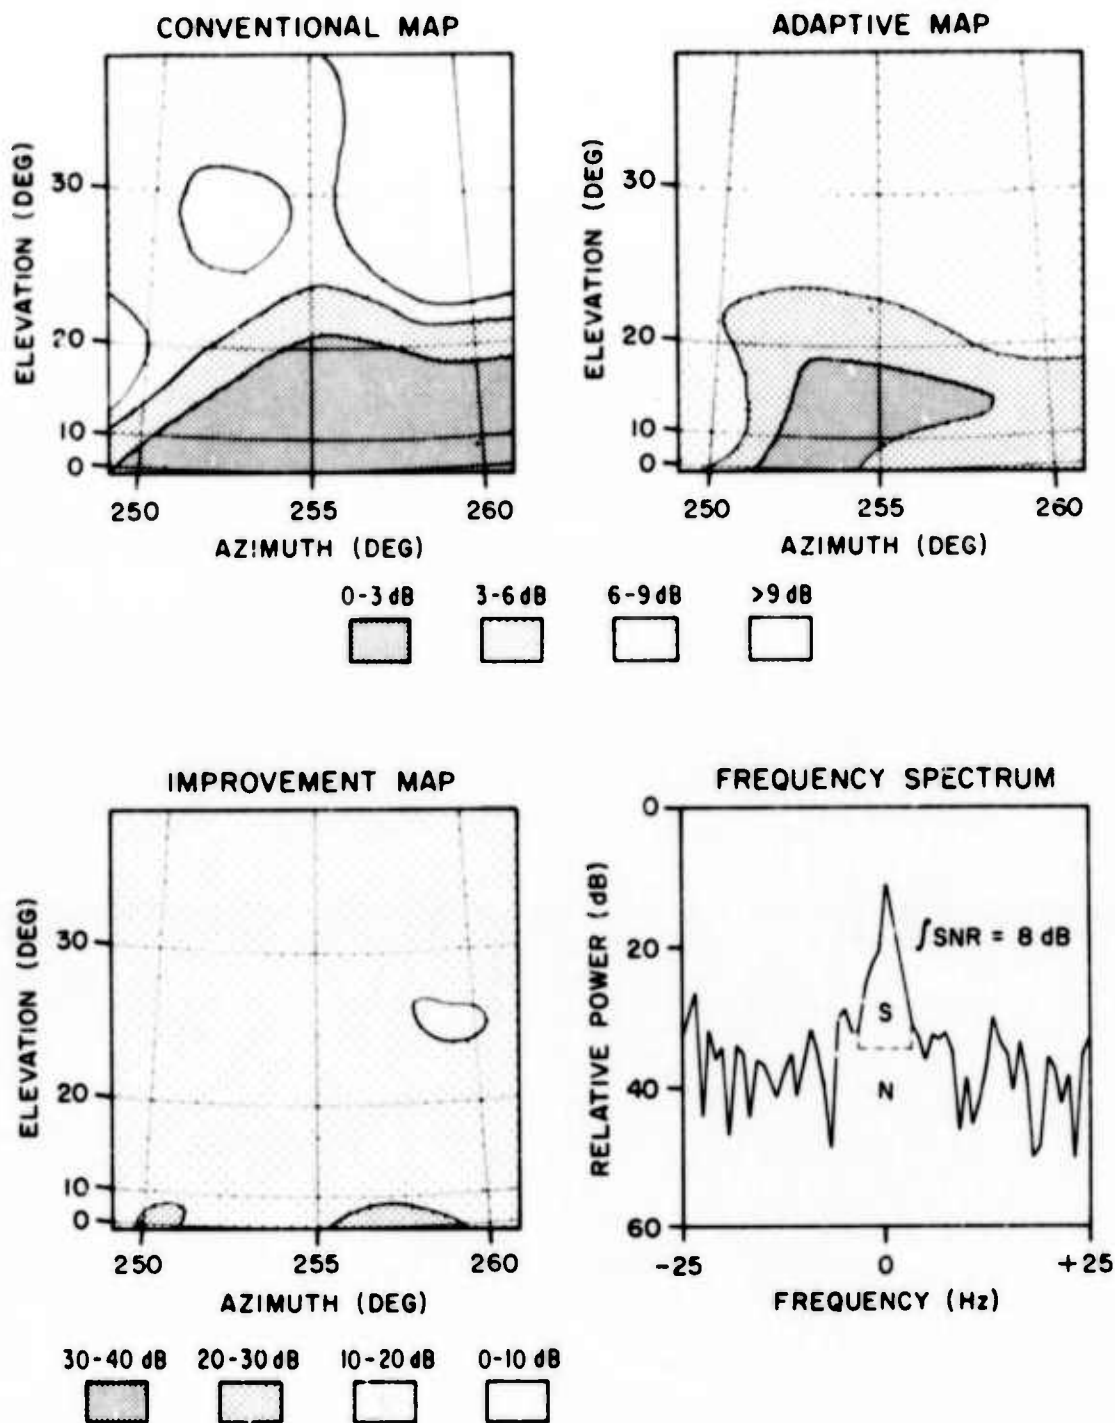 CONVENTIONAL MAP
ELEVATION (DEG)
30
20
10
0
250 255 260
AZIMUTH (DEG)
ADAPTIVE MAP
ELEVATION (DEG)
30
20
10
0
250 255 260
AZIMUTH (DEG)
0-3 dB 3-6 dB 6-9 dB >9 dB
IMPROVEMENT MAP
ELEVATION (DEG)
30
20
10
0
250 255 260
AZIMUTH (DEG)
30-40 dB 20-30 dB 10-20 dB 0-10 dB
FREQUENCY SPECTRUM
RELATIVE POWER (dB)
0
20
40
60
∫SNR = 8 dB
S
N
-25 0 +25
FREQUENCY (Hz)